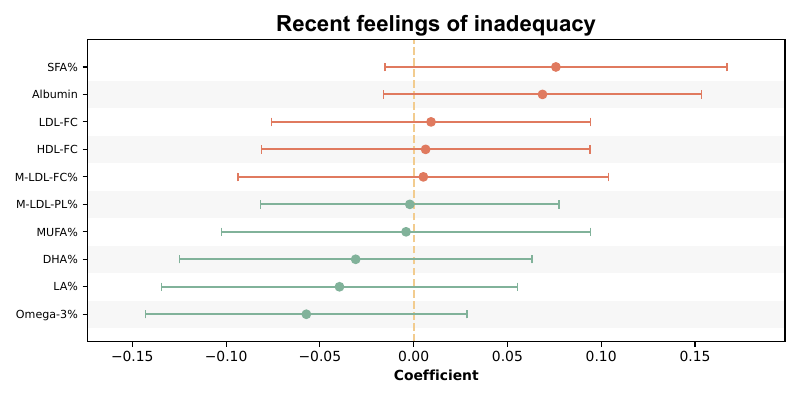 Recent feelings of inadequacy
SFA%
Albumin
LDL-FC
HDL-FC
M-LDL-FC%
M-LDL-PL%
MUFA%
DHA%
LA%
Omega-3%
−0.15 −0.10 −0.05 0.00 0.05 0.10 0.15
Coefficient